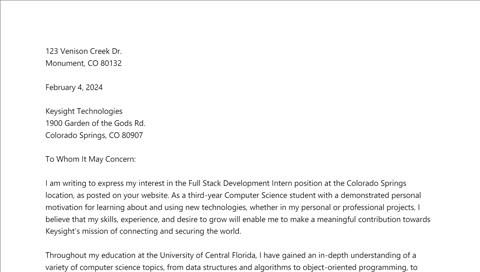 123 Venison Creek Dr.
Monument, CO 80132
February 4, 2024
Keysight Technologies
1900 Garden of the Gods Rd.
Colorado Springs, CO 80907
To Whom It May Concern:
I am writing to express my interest in the Full Stack Development Intern position at the Colorado Springs
location, as posted on your website. As a third-year Computer Science student with a demonstrated personal
motivation for learning about and using new technologies, whether in my personal or professional projects, I
believe that my skills, experience, and desire to grow will enable me to make a meaningful contribution towards
Keysight's mission of connecting and securing the world.
Throughout my education at the University of Central Florida, I have gained an in-depth understanding of a
variety of computer science topics, from data structures and algorithms to object-oriented programming, to